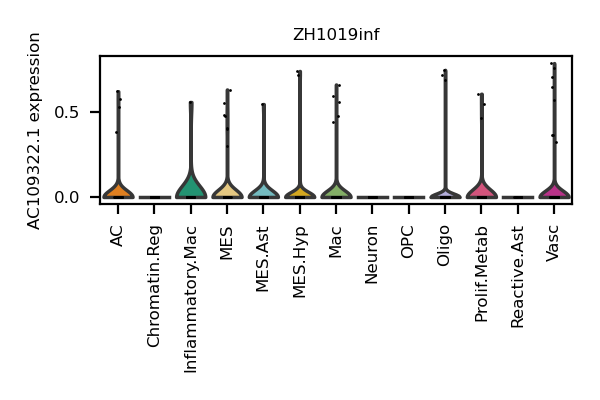 ZH1019inf
AC109322.1 expression
0.5
0.0
AC
Chromatin.Reg
Inflammatory.Mac
MES
MES.Ast
MES.Hyp
Mac
Neuron
OPC
Oligo
Prolif.Metab
Reactive.Ast
Vasc